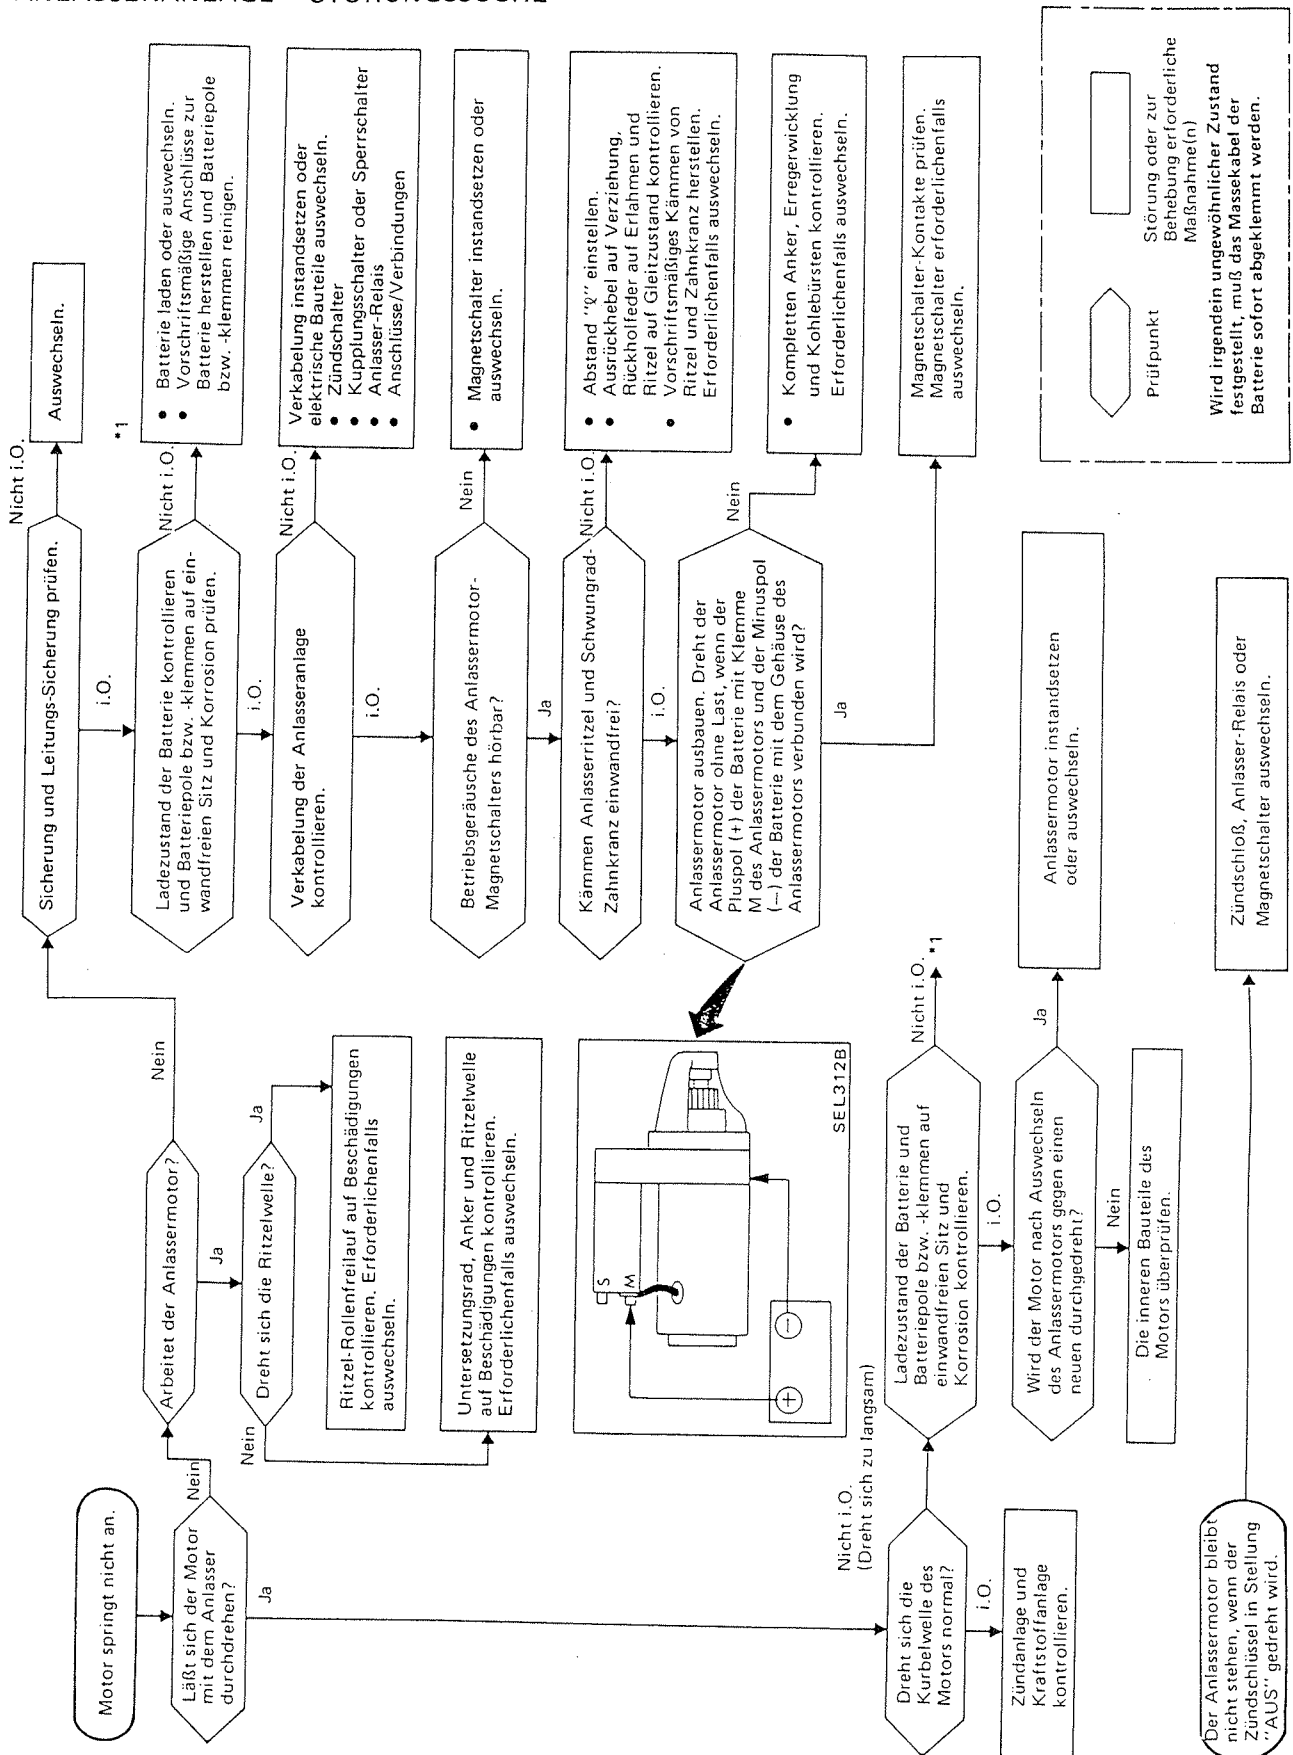 Motor springt nicht an.
Läßt sich der Motor
mit dem Anlasser
durchdrehen?
Nein
Ja
Arbeitet der Anlassermotor?
Nein
Ja
Dreht sich die Ritzelwelle?
Ja
Nein
Ritzel-Rollenfreilauf auf Beschädigungen
kontrollieren. Erforderlichenfalls
auswechseln.
Untersetzungsrad, Anker und Ritzelwelle
auf Beschädigungen kontrollieren.
Erforderlichenfalls auswechseln.
Sicherung und Leitungs-Sicherung prüfen.
Nicht i.O.
Auswechseln.
i.O.
*1
Ladezustand der Batterie kontrollieren
und Batteriepole bzw. -klemmen auf ein-
wandfreien Sitz und Korrosion prüfen.
Nicht i.O.
• Batterie laden oder auswechseln.
• Vorschriftsmäßige Anschlüsse zur
Batterie herstellen und Batteriepole
bzw. -klemmen reinigen.
i.O.
Verkabelung der Anlasseranlage
kontrollieren.
Nicht i.O.
Verkabelung instandsetzen oder
elektrische Bauteile auswechseln.
• Zündschalter
• Kupplungsschalter oder Sperrschalter
• Anlasser-Relais
• Anschlüsse/Verbindungen
i.O.
Betriebsgeräusche des Anlassermotor-
Magnetschalters hörbar?
Nein
• Magnetschalter instandsetzen oder
auswechseln.
Ja
Kämmen Anlasserritzel und Schwungrad-
Zahnkranz einwandfrei?
Nicht i.O.
• Abstand "ℓ" einstellen.
• Ausrückhebel auf Verziehung,
Rückholfeder auf Erlahmen und
Ritzel auf Gleitzustand kontrollieren.
• Vorschriftsmäßiges Kämmen von
Ritzel und Zahnkranz herstellen.
Erforderlichenfalls auswechseln.
i.O.
Anlassermotor ausbauen. Dreht der
Anlassermotor ohne Last, wenn der
Pluspol (+) der Batterie mit Klemme
M des Anlassermotors und der Minuspol
(—) der Batterie mit dem Gehäuse des
Anlassermotors verbunden wird?
Nein
• Kompletten Anker, Erregerwicklung
und Kohlebürsten kontrollieren.
Erforderlichenfalls auswechseln.
Ja
Magnetschalter-Kontakte prüfen.
Magnetschalter erforderlichenfalls
auswechseln.
S
M
+
−
SEL312B
Dreht sich die
Kurbelwelle des
Motors normal?
Nicht i.O.
(Dreht sich zu langsam)
i.O.
Zündanlage und
Kraftstoffanlage
kontrollieren.
Ladezustand der Batterie und
Batteriepole bzw. -klemmen auf
einwandfreien Sitz und
Korrosion kontrollieren.
Nicht i.O.
*1
i.O.
Wird der Motor nach Auswechseln
des Anlassermotors gegen einen
neuen durchgedreht?
Ja
Anlassermotor instandsetzen
oder auswechseln.
Nein
Die inneren Bauteile des
Motors überprüfen.
Der Anlassermotor bleibt
nicht stehen, wenn der
Zündschlüssel in Stellung
"AUS" gedreht wird.
Zündschloß, Anlasser-Relais oder
Magnetschalter auswechseln.
Prüfpunkt
Störung oder zur
Behebung erforderliche
Maßnahme(n)
Wird irgendein ungewöhnlicher Zustand
festgestellt, muß das Massekabel der
Batterie sofort abgeklemmt werden.